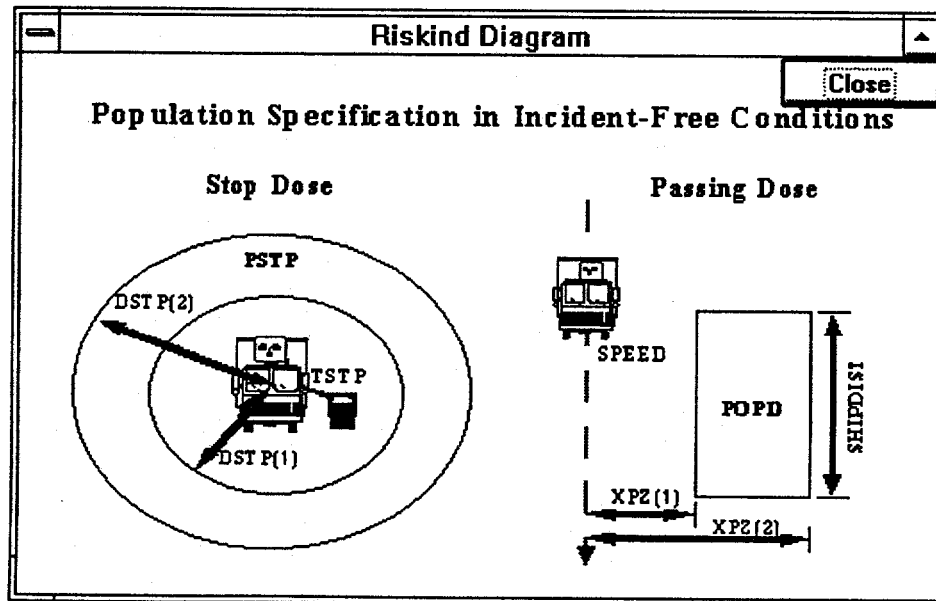 Riskind Diagram
Close
Population Specification in Incident-Free Conditions
Stop Dose
PSTP
DSTP(2)
TSTP
DSTP(1)
Passing Dose
SPEED
POPD
SHIPDIST
XPZ(1)
XPZ(2)